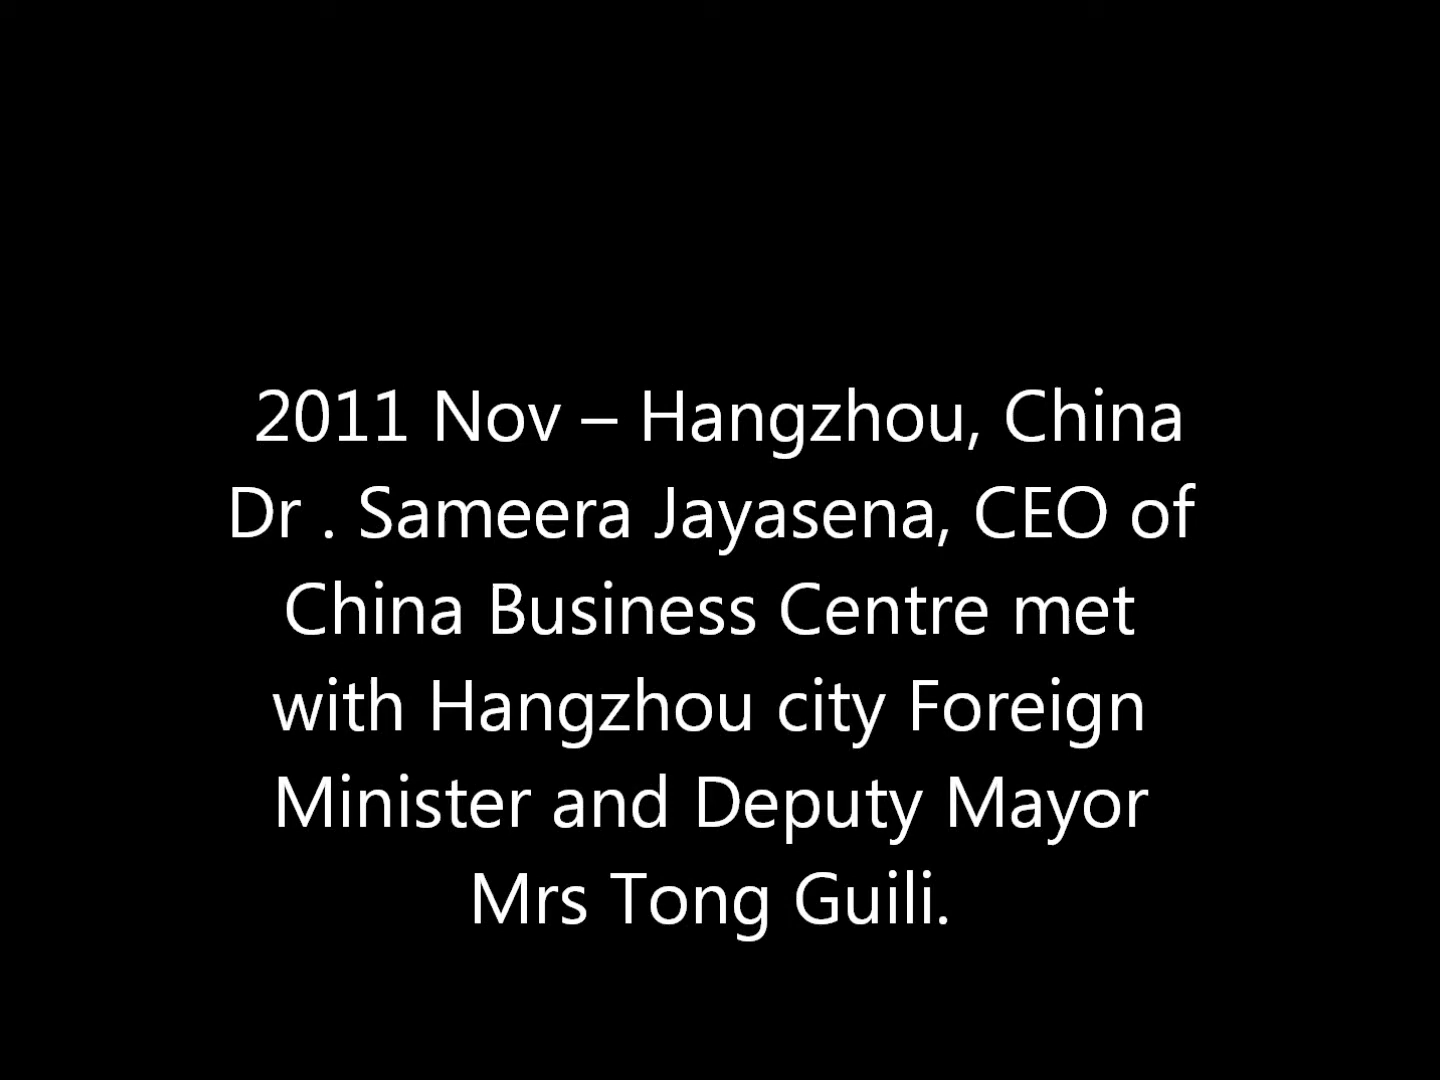 2011 Nov – Hangzhou, China
Dr . Sameera Jayasena, CEO of
China Business Centre met
with Hangzhou city Foreign
Minister and Deputy Mayor
Mrs Tong Guili.